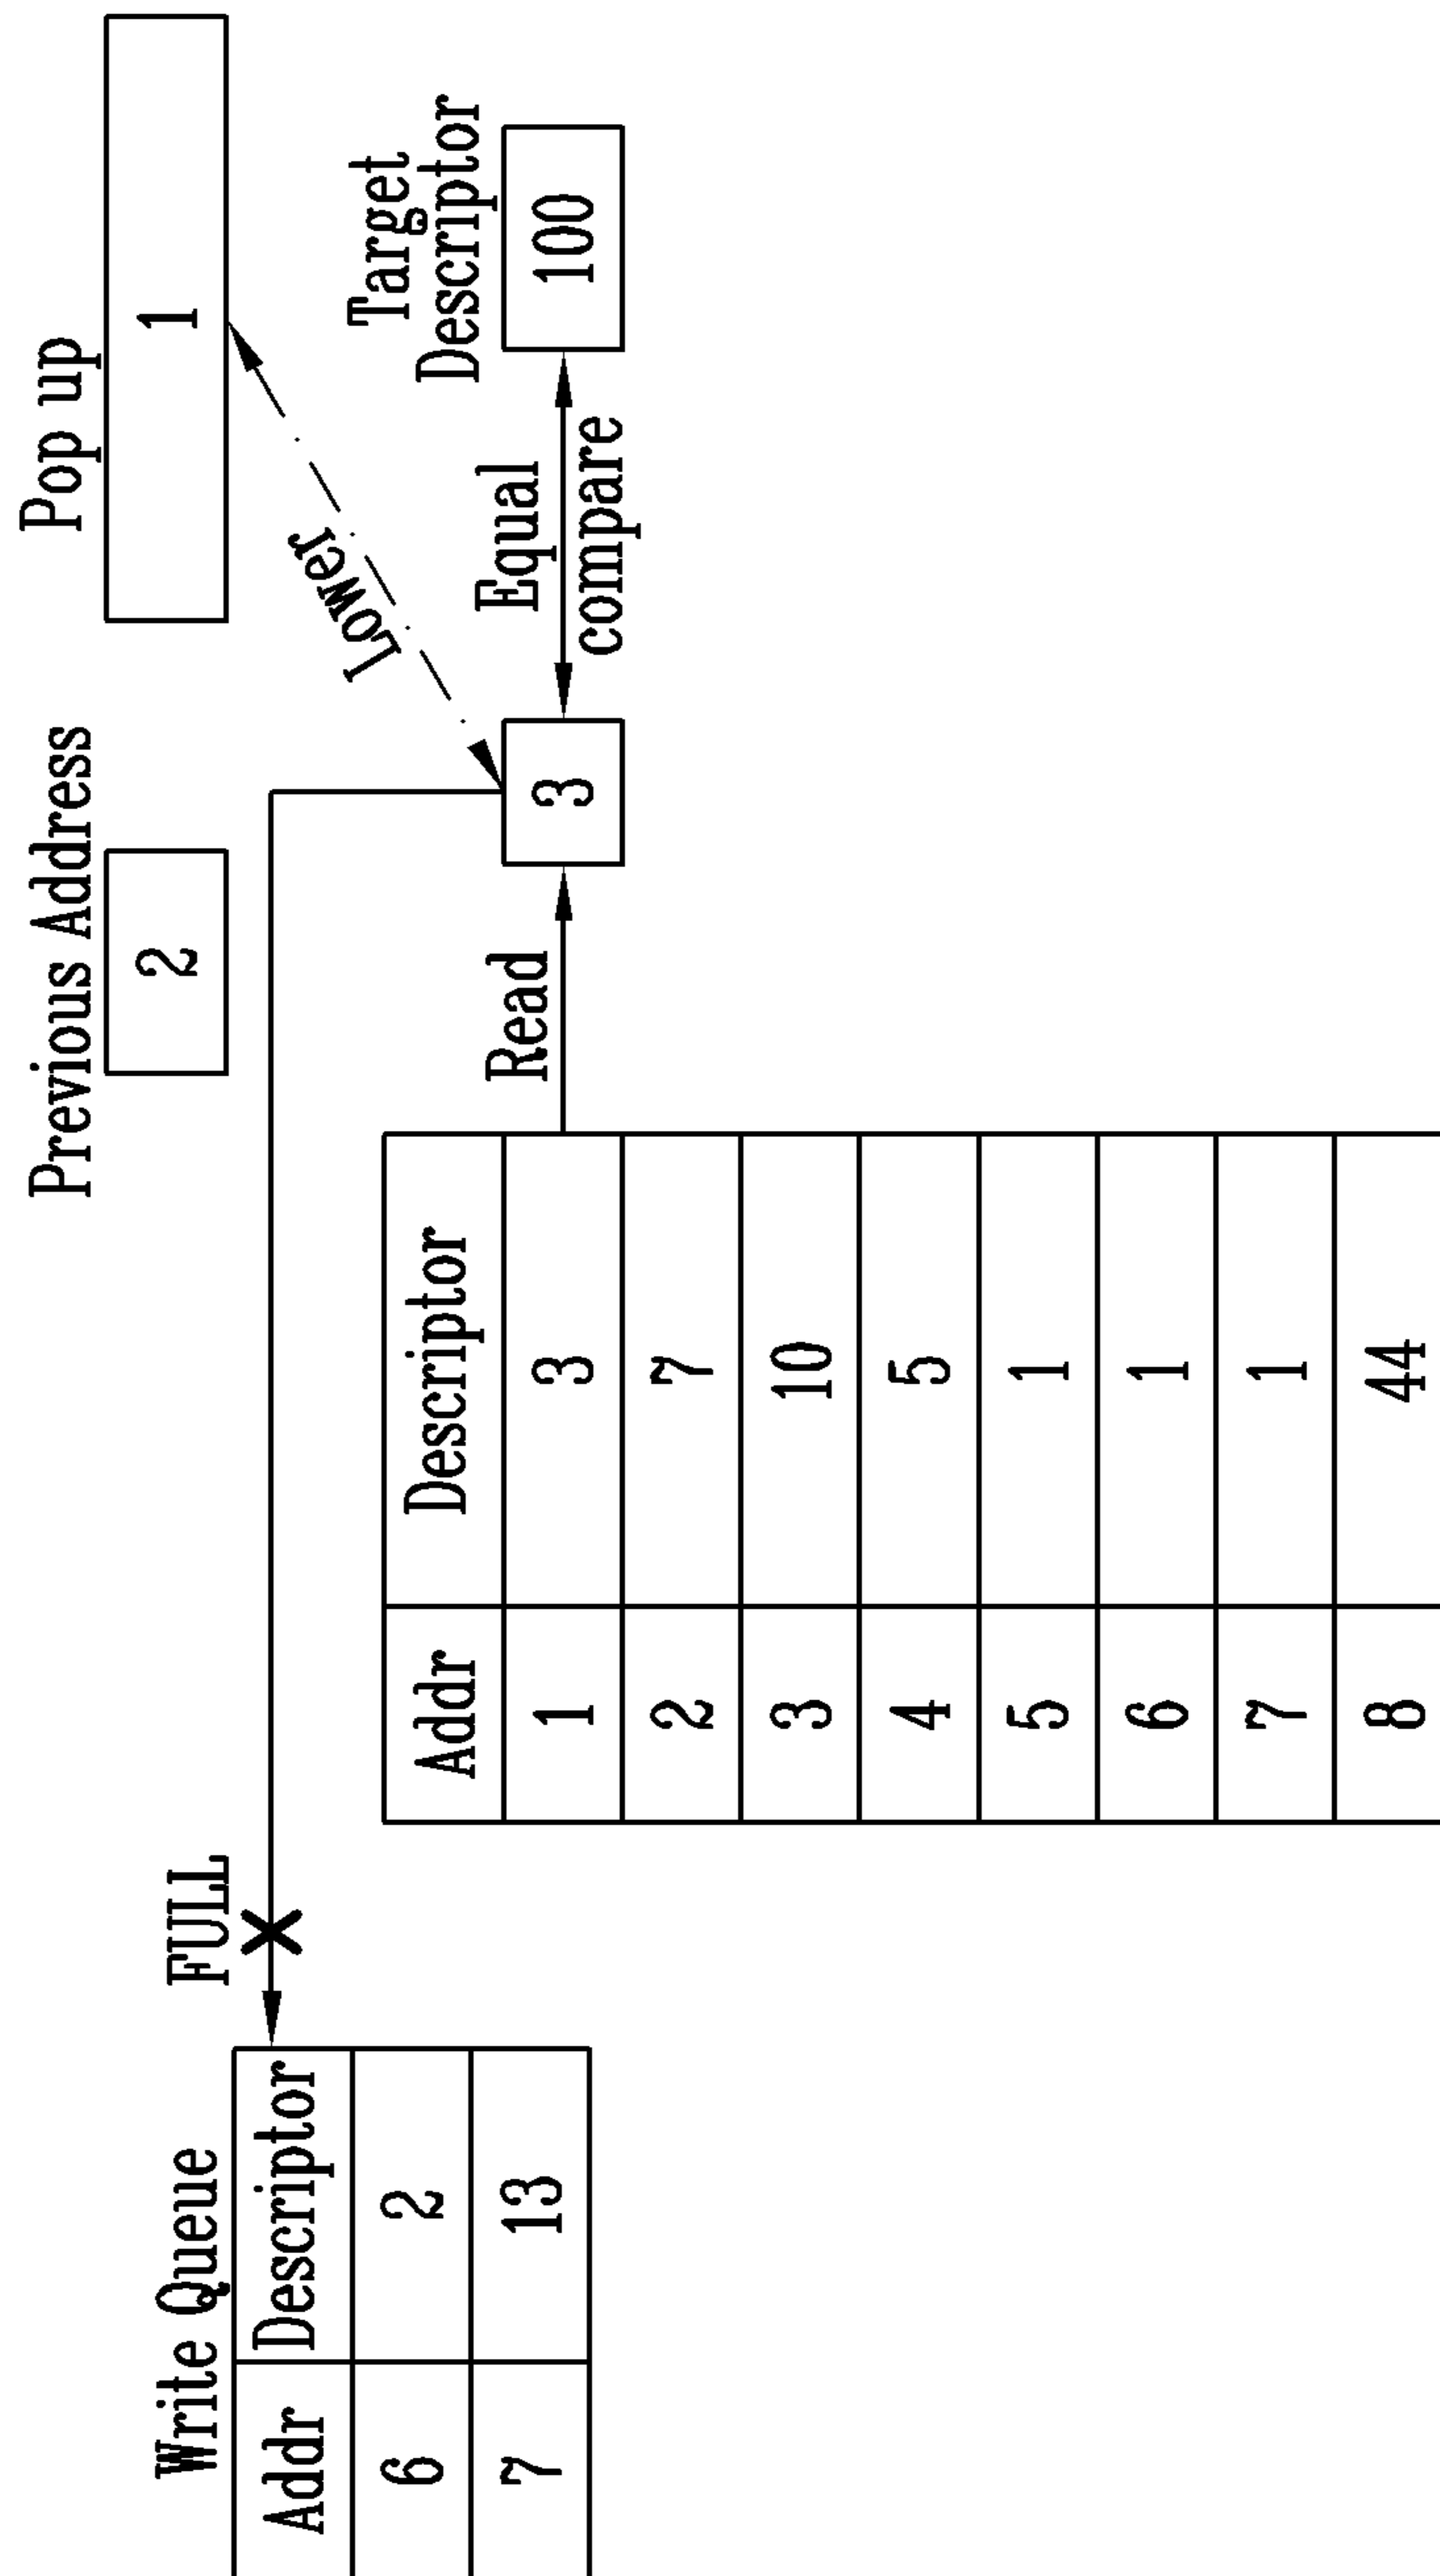 Write Queue
Addr Descriptor
6 2
7 13
FULL
Previous Address
2
Pop up
1
Lower
Addr Descriptor
1 3
2 7
3 10
4 5
5 1
6 1
7 1
8 44
Read
3
Equal
compare
Target
Descriptor
100